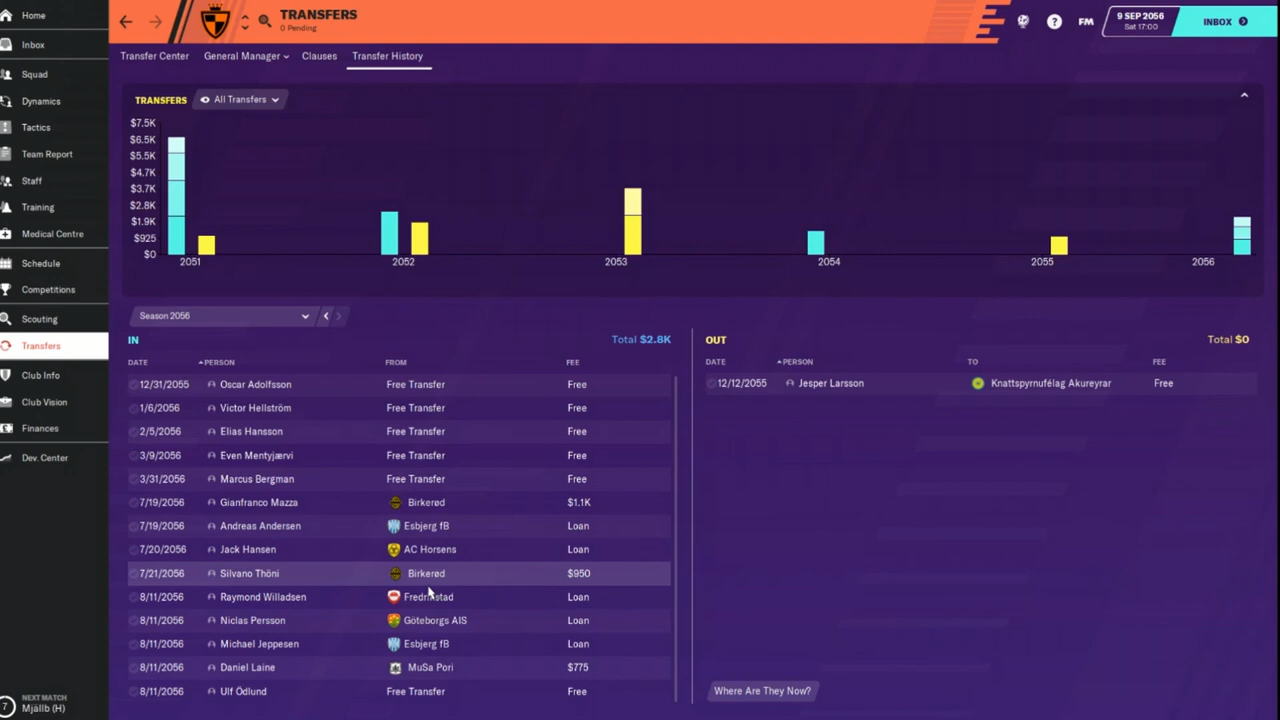 Home
Inbox
Squad
Dynamics
Tactics
Team Report
Staff
Training
Medical Centre
Schedule
Competitions
Scouting
Transfers
Club Info
Club Vision
Finances
Dev. Center
NEXT MATCH
7 Mjällb (H)
TRANSFERS
0 Pending
? FM
9 SEP 2056
Sat 17:00
INBOX
Transfer Center General Manager Clauses Transfer History
TRANSFERS All Transfers
$7.5K
$6.5K
$5.5K
$4.7K
$3.7K
$2.8K
$1.9K
$925
$0
2051 2052 2053 2054 2055 2056
Season 2056
IN Total $2.8K
DATE PERSON FROM FEE
12/31/2055 Oscar Adolfsson Free Transfer Free
1/6/2056 Victor Hellström Free Transfer Free
2/5/2056 Elias Hansson Free Transfer Free
3/9/2056 Even Mentyjærvi Free Transfer Free
3/31/2056 Marcus Bergman Free Transfer Free
7/19/2056 Gianfranco Mazza Birkerød $1.1K
7/19/2056 Andreas Andersen Esbjerg fB Loan
7/20/2056 Jack Hansen AC Horsens Loan
7/21/2056 Silvano Thöni Birkerød $950
8/11/2056 Raymond Willadsen Fredrikstad Loan
8/11/2056 Niclas Persson Göteborgs AIS Loan
8/11/2056 Michael Jeppesen Esbjerg fB Loan
8/11/2056 Daniel Laine MuSa Pori $775
8/11/2056 Ulf Ödlund Free Transfer Free
OUT Total $0
DATE PERSON TO FEE
12/12/2055 Jesper Larsson Knattspyrnufélag Akureyrar Free
Where Are They Now?